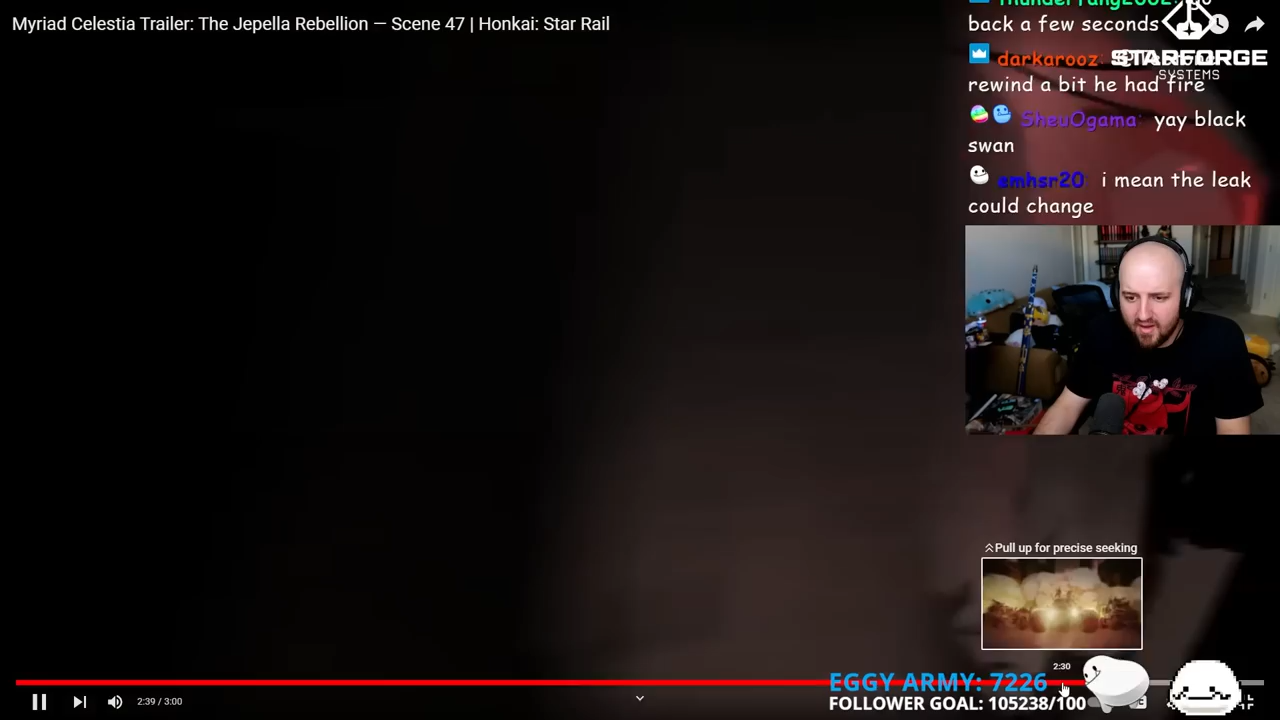 Myriad Celestia Trailer: The Jepella Rebellion — Scene 47 | Honkai: Star Rail
back a few seconds
STARFORGE
SYSTEMS
darkarooz:
rewind a bit he had fire
SheuOgama: yay black
swan
emhsr20: i mean the leak
could change
Pull up for precise seeking
2:30
EGGY ARMY: 7226
FOLLOWER GOAL: 105238/100
2:39 / 3:00